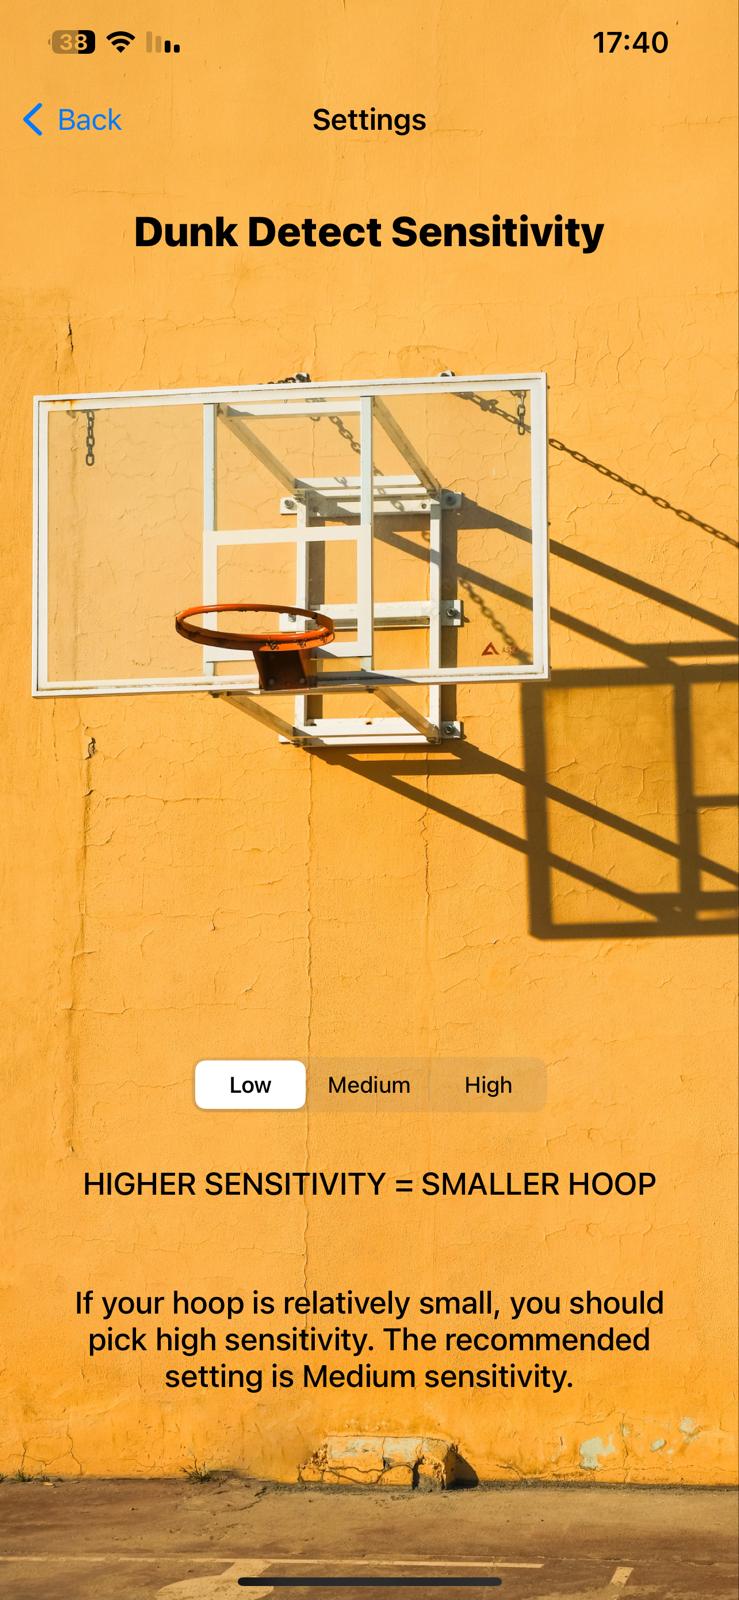 38 17:40
Back Settings
Dunk Detect Sensitivity
Low Medium High
HIGHER SENSITIVITY = SMALLER HOOP
If your hoop is relatively small, you should
pick high sensitivity. The recommended
setting is Medium sensitivity.